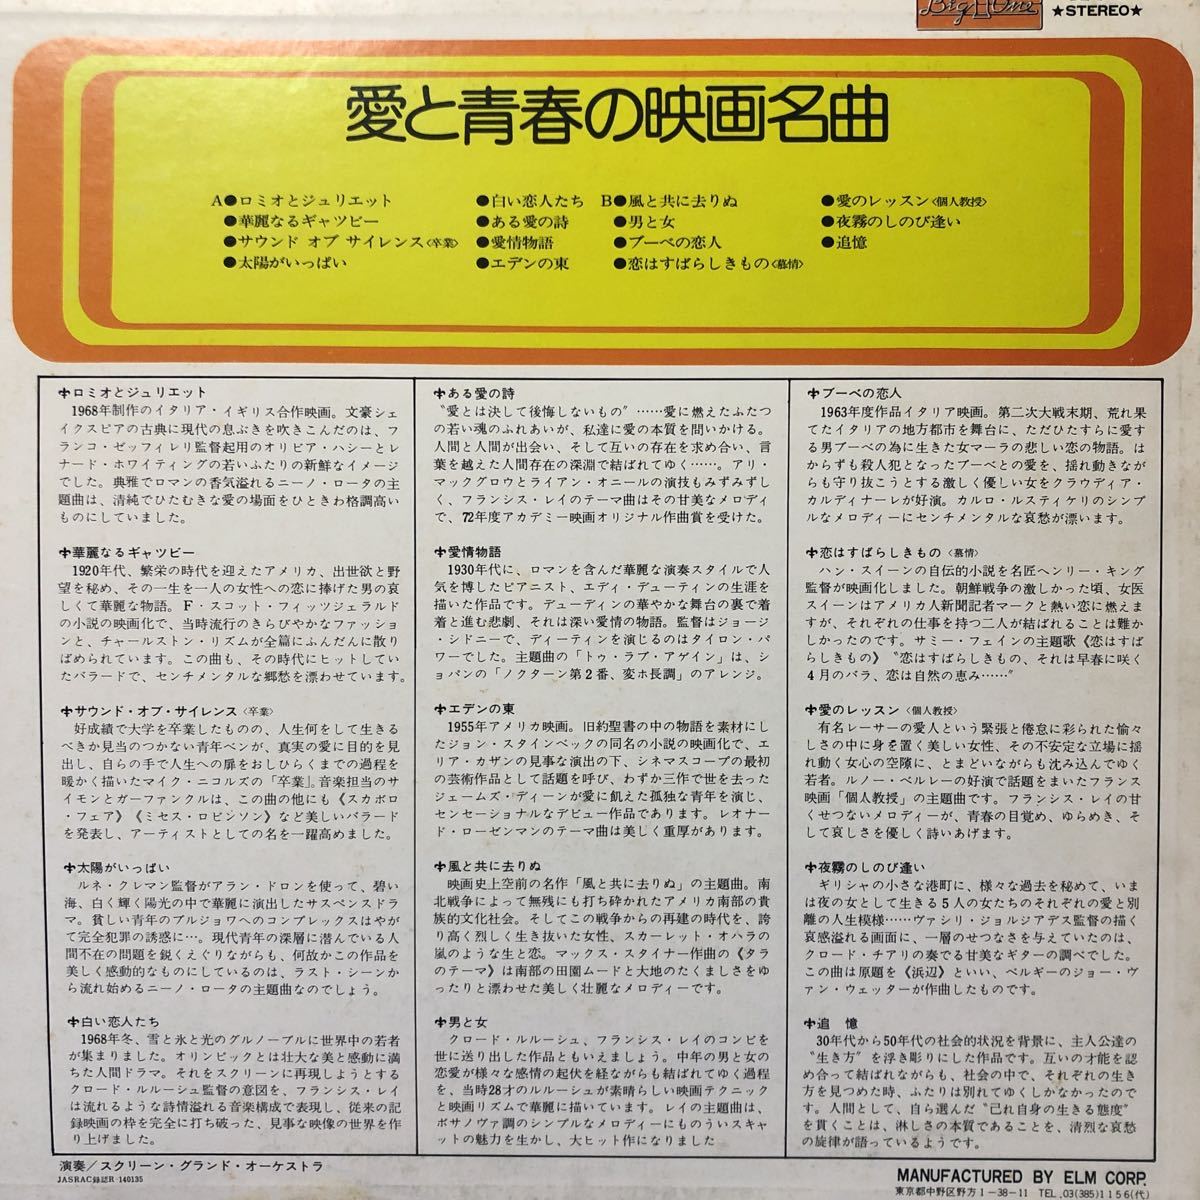 Big 1 One
★STEREO★
愛と青春の映画名曲
A●ロミオとジュリエット
●華麗なるギャツビー
●サウンド オブ サイレンス〈卒業〉
●太陽がいっぱい
●白い恋人たち
●ある愛の詩
●愛情物語
●エデンの東
B●風と共に去りぬ
●男と女
●ブーベの恋人
●恋はすばらしきもの〈慕情〉
●愛のレッスン〈個人教授〉
●夜霧のしのび逢い
●追憶
✚ロミオとジュリエット
1968年制作のイタリア・イギリス合作映画。文豪シェ
イクスピアの古典に現代の息ぶきを吹きこんだのは、フ
ランコ・ゼッフィレリ監督起用のオリビア・ハシーとレ
ナード・ホワイティングの若いふたりの新鮮なイメージ
でした。典雅でロマンの香気溢れるニーノ・ロータの主
題曲は、清純でひたむきな愛の場面をひときわ格調高い
ものにしていました。
✚華麗なるギャツビー
1920年代、繁栄の時代を迎えたアメリカ、出世欲と野
望を秘め、その一生を一人の女性への恋に捧げた男の哀
しくて華麗な物語。F・スコット・フィッツジェラルド
の小説の映画化で、当時流行のきらびやかなファッショ
ンと、チャールストン・リズムが全篇にふんだんに散り
ばめられています。この曲も、その時代にヒットしてい
たバラードで、センチメンタルな郷愁を漂わせています。
✚サウンド・オブ・サイレンス〈卒業〉
好成績で大学を卒業したものの、人生何をして生きる
べきか見当のつかない青年ベンが、真実の愛に目的を見
出し、自らの手で人生への扉をおしひらくまでの過程を
暖かく描いたマイク・ニコルズの「卒業」。音楽担当のサ
イモンとガーファンクルは、この曲の他にも《スカボロ
・フェア》《ミセス・ロビンソン》など美しいバラード
を発表し、アーティストとしての名を一躍高めました。
✚太陽がいっぱい
ルネ・クレマン監督がアラン・ドロンを使って、碧い
海、白く輝く陽光の中で華麗に演出したサスペンスドラ
マ。貧しい青年のブルジョワへのコンプレックスはやが
て完全犯罪の誘惑に…。現代青年の深層に潜んでいる人
間不在の問題を鋭くえぐりながらも、何故かこの作品を
美しく感動的なものにしているのは、ラスト・シーンか
ら流れ始めるニーノ・ロータの主題曲なのでしょう。
✚白い恋人たち
1968年冬、雪と氷と光のグルノーブルに世界中の若者
が集まりました。オリンピックとは壮大な美と感動に満
ちた人間ドラマ。それをスクリーンに再現しようとする
クロード・ルルーシュ監督の意図を、フランシス・レイ
は流れるような詩情溢れる音楽構成で表現し、従来の記
録映画の枠を完全に打ち破った、見事な映像の世界を作
り上げました。
✚ある愛の詩
〝愛とは決して後悔しないもの〟……愛に燃えたふたつ
の若い魂のふれあいが、私達に愛の本質を問いかける。
人間と人間が出会い、そして互いの存在を求め合い、言
葉を越えた人間存在の深淵で結ばれてゆく……。アリ・
マックグロウとライアン・オニールの演技もみずみずし
く、フランシス・レイのテーマ曲はその甘美なメロディ
で、72年度アカデミー映画オリジナル作曲賞を受けた。
✚愛情物語
1930年代に、ロマンを含んだ華麗な演奏スタイルで人
気を博したピアニスト、エディ・デューティンの生涯を
描いた作品です。デューディンの華やかな舞台の裏で着
着と進む悲劇、それは深い愛情の物語。監督はジョージ
・シドニーで、ディーティンを演じるのはタイロン・パ
ワーでした。主題曲の「トゥ・ラブ・アゲイン」は、シ
ョパンの「ノクターン第2番、変ホ長調」のアレンジ。
✚エデンの東
1955年アメリカ映画。旧約聖書の中の物語を素材にし
たジョン・スタインベックの同名の小説の映画化で、エ
リア・カザンの見事な演出の下、シネマスコープの最初
の芸術作品として話題を呼び、わずか三作で世を去った
ジェームズ・ディーンが愛に飢えた孤独な青年を演じ、
センセーショナルなデビュー作品であります。レオナー
ド・ローゼンマンのテーマ曲は美しく重厚があります。
✚風と共に去りぬ
映画史上空前の名作「風と共に去りぬ」の主題曲。南
北戦争によって無残にも打ち砕かれたアメリカ南部の貴
族的文化社会。そしてこの戦争からの再建の時代を、誇
り高く烈しく生き抜いた女性、スカーレット・オハラの
嵐のような生と恋。マックス・スタイナー作曲の《タラ
のテーマ》は南部の田園ムードと大地のたくましさをゆ
ったりと漂わせた美しく壮麗なメロディーです。
✚男と女
クロード・ルルーシュ、フランシス・レイのコンビを
世に送り出した作品ともいえましょう。中年の男と女の
恋愛が様々な感情の起伏を経ながらも結ばれてゆく過程
を、当時28才のルルーシュが素晴らしい映画テクニック
と映画リズムで華麗に描いています。レイの主題曲は、
ボサノヴァ調のシンプルなメロディーにものういスキャ
ットの魅力を生かし、大ヒット作になりました
✚ブーベの恋人
1963年度作品イタリア映画。第二次大戦末期、荒れ果
てたイタリアの地方都市を舞台に、ただひたすらに愛す
る男ブーベの為に生きた女マーラの悲しい恋の物語。は
からずも殺人犯となったブーベとの愛を、揺れ動きなが
らも守り抜こうとする激しく優しい女をクラウディア・
カルディナーレが好演。カルロ・ルスティケリのシンプ
ルなメロディーにセンチメンタルな哀愁が漂います。
✚恋はすばらしきもの〈慕情〉
ハン・スイーンの自伝的小説を名匠ヘンリー・キング
監督が映画化しました。朝鮮戦争の激しかった頃、女医
スイーンはアメリカ人新聞記者マークと熱い恋に燃えま
すが、それぞれの仕事を持つ二人が結ばれることは難か
しかったのです。サミー・フェインの主題歌《恋はすば
らしきもの》〝恋はすばらしきもの、それは早春に咲く
4月のバラ、恋は自然の恵み……〟
✚愛のレッスン〈個人教授〉
有名レーサーの愛人という緊張と倦怠に彩られた愉々
しさの中に身を置く美しい女性、その不安定な立場に揺
れ動く女心の空隙に、とまどいながらも沈み込んでゆく
若者。ルノー・ベルレーの好演で話題をまいたフランス
映画「個人教授」の主題曲です。フランシス・レイの甘
くせつないメロディーが、青春の目覚め、ゆらめき、そ
して哀しさを優しく詩いあげます。
✚夜霧のしのび逢い
ギリシャの小さな港町に、様々な過去を秘めて、いま
は夜の女として生きる5人の女たちのそれぞれの愛と別
離の人生模様……ヴァシリ・ジョルジアデス監督の描く
哀感溢れる画面に、一層のせつなさを与えていたのは、
クロード・チアリの奏でる甘美なギターの調べでした。
この曲は原題を《浜辺》といい、ベルギーのジョー・ヴ
ァン・ウェッターが作曲したものです。
✚追憶
30年代から50年代の社会的状況を背景に、主人公達の
〝生き方〟を浮き彫りにした作品です。互いの才能を認
め合って結ばれながらも、社会の中で、それぞれの生き
方を見つめた時、ふたりは別れてゆくしかなかったので
す。人間として、自ら選んだ〝己れ自身の生きる態度〟
を貫くことは、淋しさの本質であることを、清烈な哀愁
の旋律が語っているようです。
演奏/スクリーン・グランド・オーケストラ
JASRAC録認R-140135
MANUFACTURED BY ELM CORP.
東京都中野区野方1-38-11 TEL.03(385)1156(代)